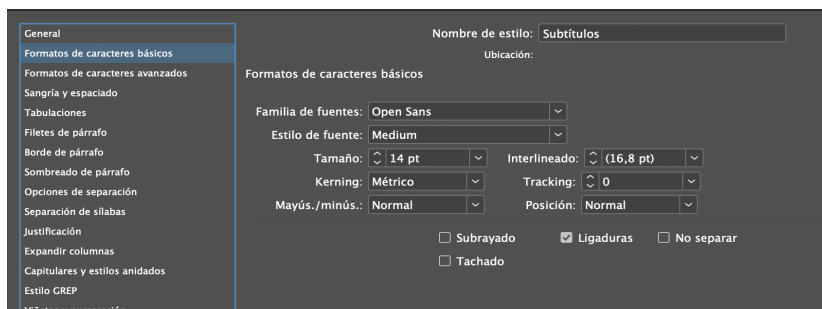 General
Formatos de caracteres básicos
Formatos de caracteres avanzados
Sangría y espaciado
Tabulaciones
Filetes de párrafo
Borde de párrafo
Sombreado de párrafo
Opciones de separación
Separación de sílabas
Justificación
Expandir columnas
Capitulares y estilos anidados
Estilo GREP
Nombre de estilo: Subtítulos
Ubicación:
Formatos de caracteres básicos
Familia de fuentes: Open Sans
Estilo de fuente: Medium
Tamaño: 14 pt Interlineado: (16,8 pt)
Kerning: Métrico Tracking: 0
Mayús./minús.: Normal Posición: Normal
Subrayado Ligaduras No separar
Tachado